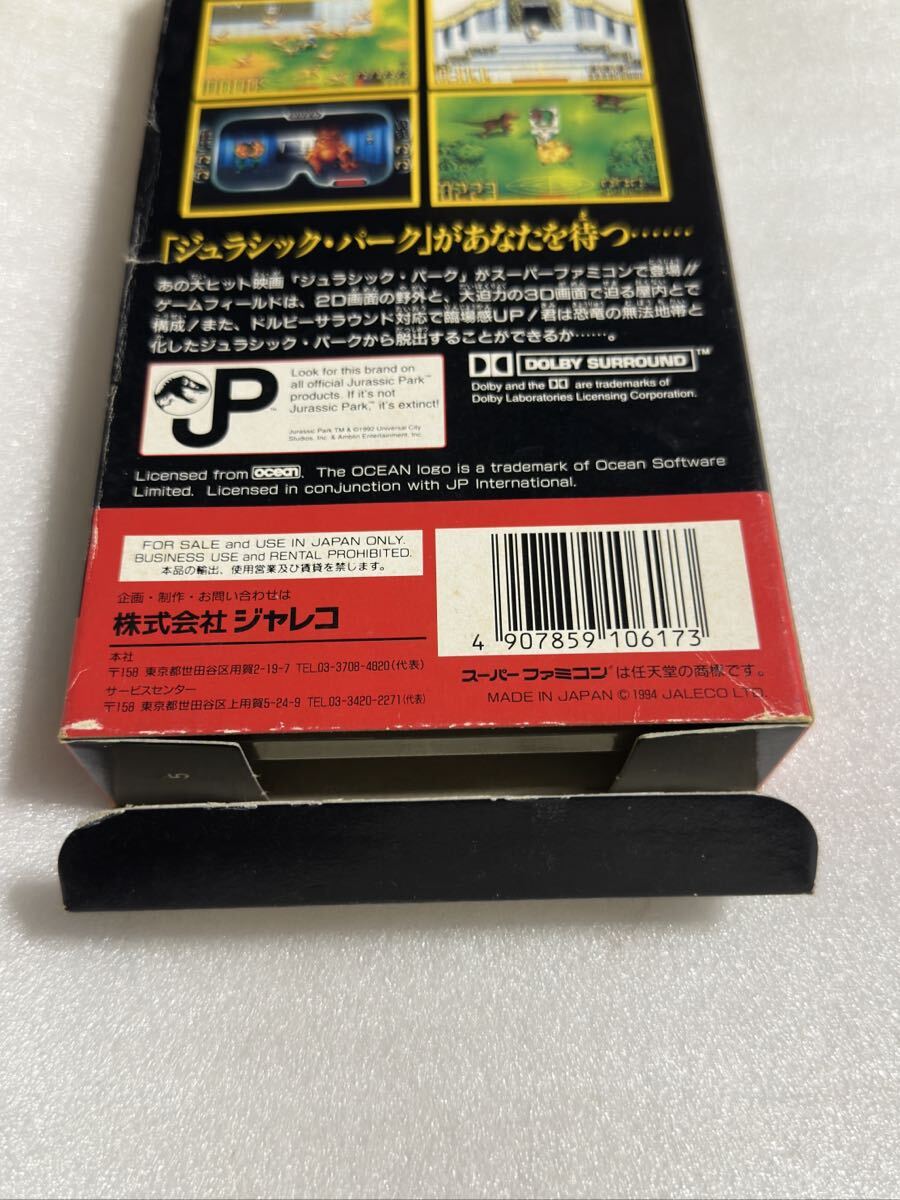 0223
「ジュラシック・パーク」があなたを待つ……
あの大ヒット映画「ジュラシック・パーク」がスーパーファミコンで登場!!
ゲームフィールドは、2D画面の野外と、大迫力の3D画面で迫る屋内とで
構成!また、ドルビーサラウンド対応で臨場感UP!君は恐竜の無法地帯と
化したジュラシック・パークから脱出することができるか……。
JP™
Look for this brand on
all official Jurassic Park™
products. If it's not
Jurassic Park,™ it's extinct!
Jurassic Park TM & ©1992 Universal City
Studios, Inc. & Amblin Entertainment, Inc.
DOLBY SURROUND™
Dolby and the DD are trademarks of
Dolby Laboratories Licensing Corporation.
Licensed from ocean. The OCEAN logo is a trademark of Ocean Software
Limited. Licensed in conjunction with JP International.
FOR SALE and USE IN JAPAN ONLY.
BUSINESS USE and RENTAL PROHIBITED.
本品の輸出、使用営業及び賃貸を禁じます。
企画・制作・お問い合わせは
株式会社 ジャレコ
本社
〒158 東京都世田谷区用賀2-19-7 TEL.03-3708-4820(代表)
サービスセンター
〒158 東京都世田谷区上用賀5-24-9 TEL.03-3420-2271(代表)
4 907859 106173
スーパーファミコン®は任天堂の商標です。
MADE IN JAPAN ©1994 JALECO LTD.
5